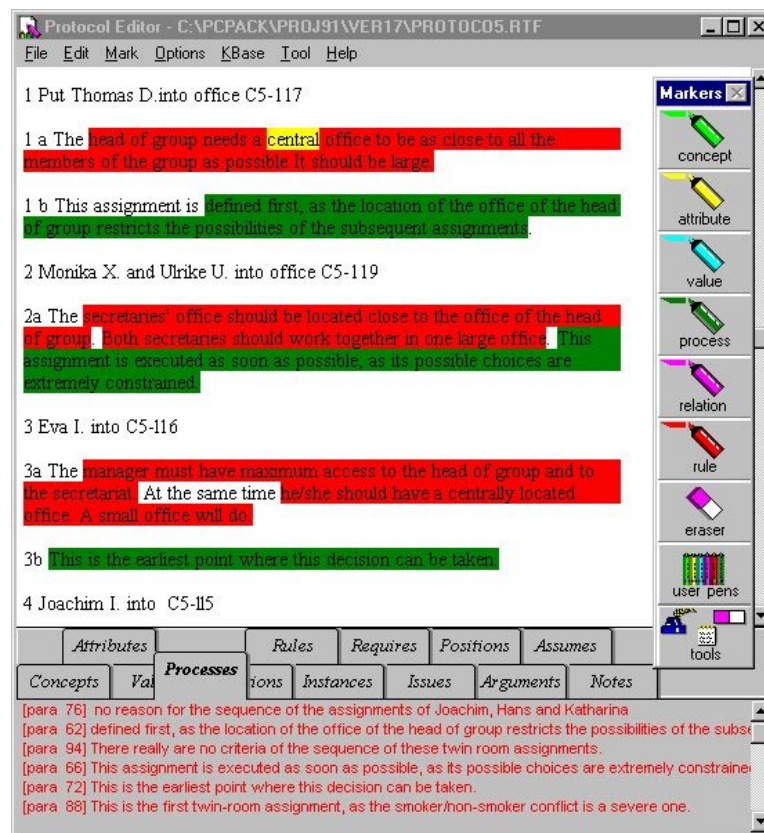 Protocol Editor - C:\PCPACK\PROJ91\VER17\PROTOCO5.RTF
File Edit Mark Options KBase Tool Help
1 Put Thomas D.into office C5-117
1 a The head of group needs a central office to be as close to all the
members of the group as possible It should be large.
1 b This assignment is defined first, as the location of the office of the head
of group restricts the possibilities of the subsequent assignments.
2 Monika X. and Ulrike U. into office C5-119
2a The secretaries' office should be located close to the office of the head
of group. Both secretaries should work together in one large office. This
assignment is executed as soon as possible, as its possible choices are
extremely constrained.
3 Eva I. into C5-116
3a The manager must have maximum access to the head of group and to
the secretariat. At the same time he/she should have a centrally located
office. A small office will do.
3b This is the earliest point where this decision can be taken.
4 Joachim I. into C5-115
Markers
concept
attribute
value
process
relation
rule
eraser
user pens
tools
Attributes Rules Requires Positions Assumes
Concepts Val Processes ions Instances Issues Arguments Notes
[para 76] no reason for the sequence of the assignments of Joachim, Hans and Katharina
[para 62] defined first, as the location of the office of the head of group restricts the possibilities of the subse
[para 94] There really are no criteria of the sequence of these twin room assignments.
[para 66] This assignment is executed as soon as possible, as its possible choices are extremely constraine
[para 72] This is the earliest point where this decision can be taken.
[para 88] This is the first twin-room assignment, as the smoker/non-smoker conflict is a severe one.